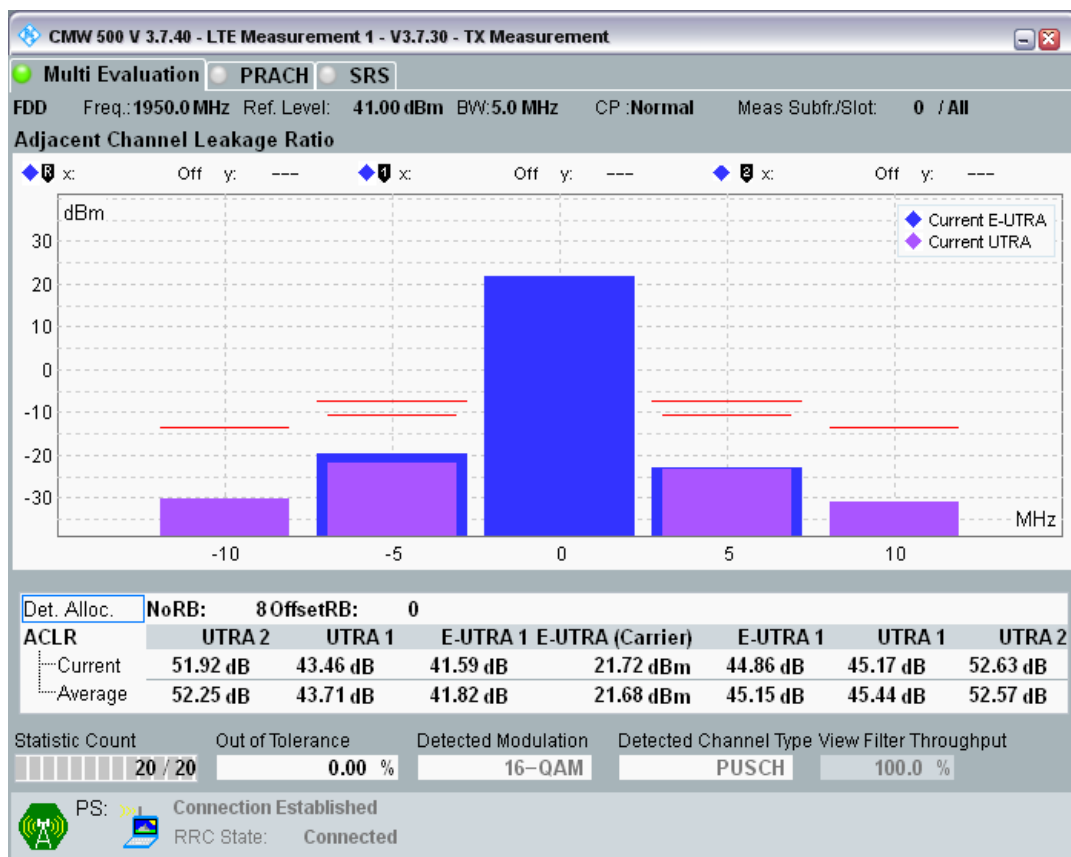 CMW 500 V 3.7.40 - LTE Measurement 1 - V3.7.30 - TX Measurement
Multi Evaluation PRACH SRS
FDD Freq.:1950.0 MHz Ref. Level: 41.00 dBm BW:5.0 MHz CP :Normal Meas Subfr./Slot: 0 / All
Adjacent Channel Leakage Ratio
R x: Off y: --- 1 x: Off y: --- 2 x: Off y: ---
dBm
Current E-UTRA
Current UTRA
30
20
10
0
-10
-20
-30
MHz
-10 -5 0 5 10
Det. Alloc. NoRB: 8 OffsetRB: 0
ACLR UTRA 2 UTRA 1 E-UTRA 1 E-UTRA (Carrier) E-UTRA 1 UTRA 1 UTRA 2
Current 51.92 dB 43.46 dB 41.59 dB 21.72 dBm 44.86 dB 45.17 dB 52.63 dB
Average 52.25 dB 43.71 dB 41.82 dB 21.68 dBm 45.15 dB 45.44 dB 52.57 dB
Statistic Count Out of Tolerance Detected Modulation Detected Channel Type View Filter Throughput
20 / 20 0.00 % 16-QAM PUSCH 100.0 %
PS: Connection Established
RRC State: Connected